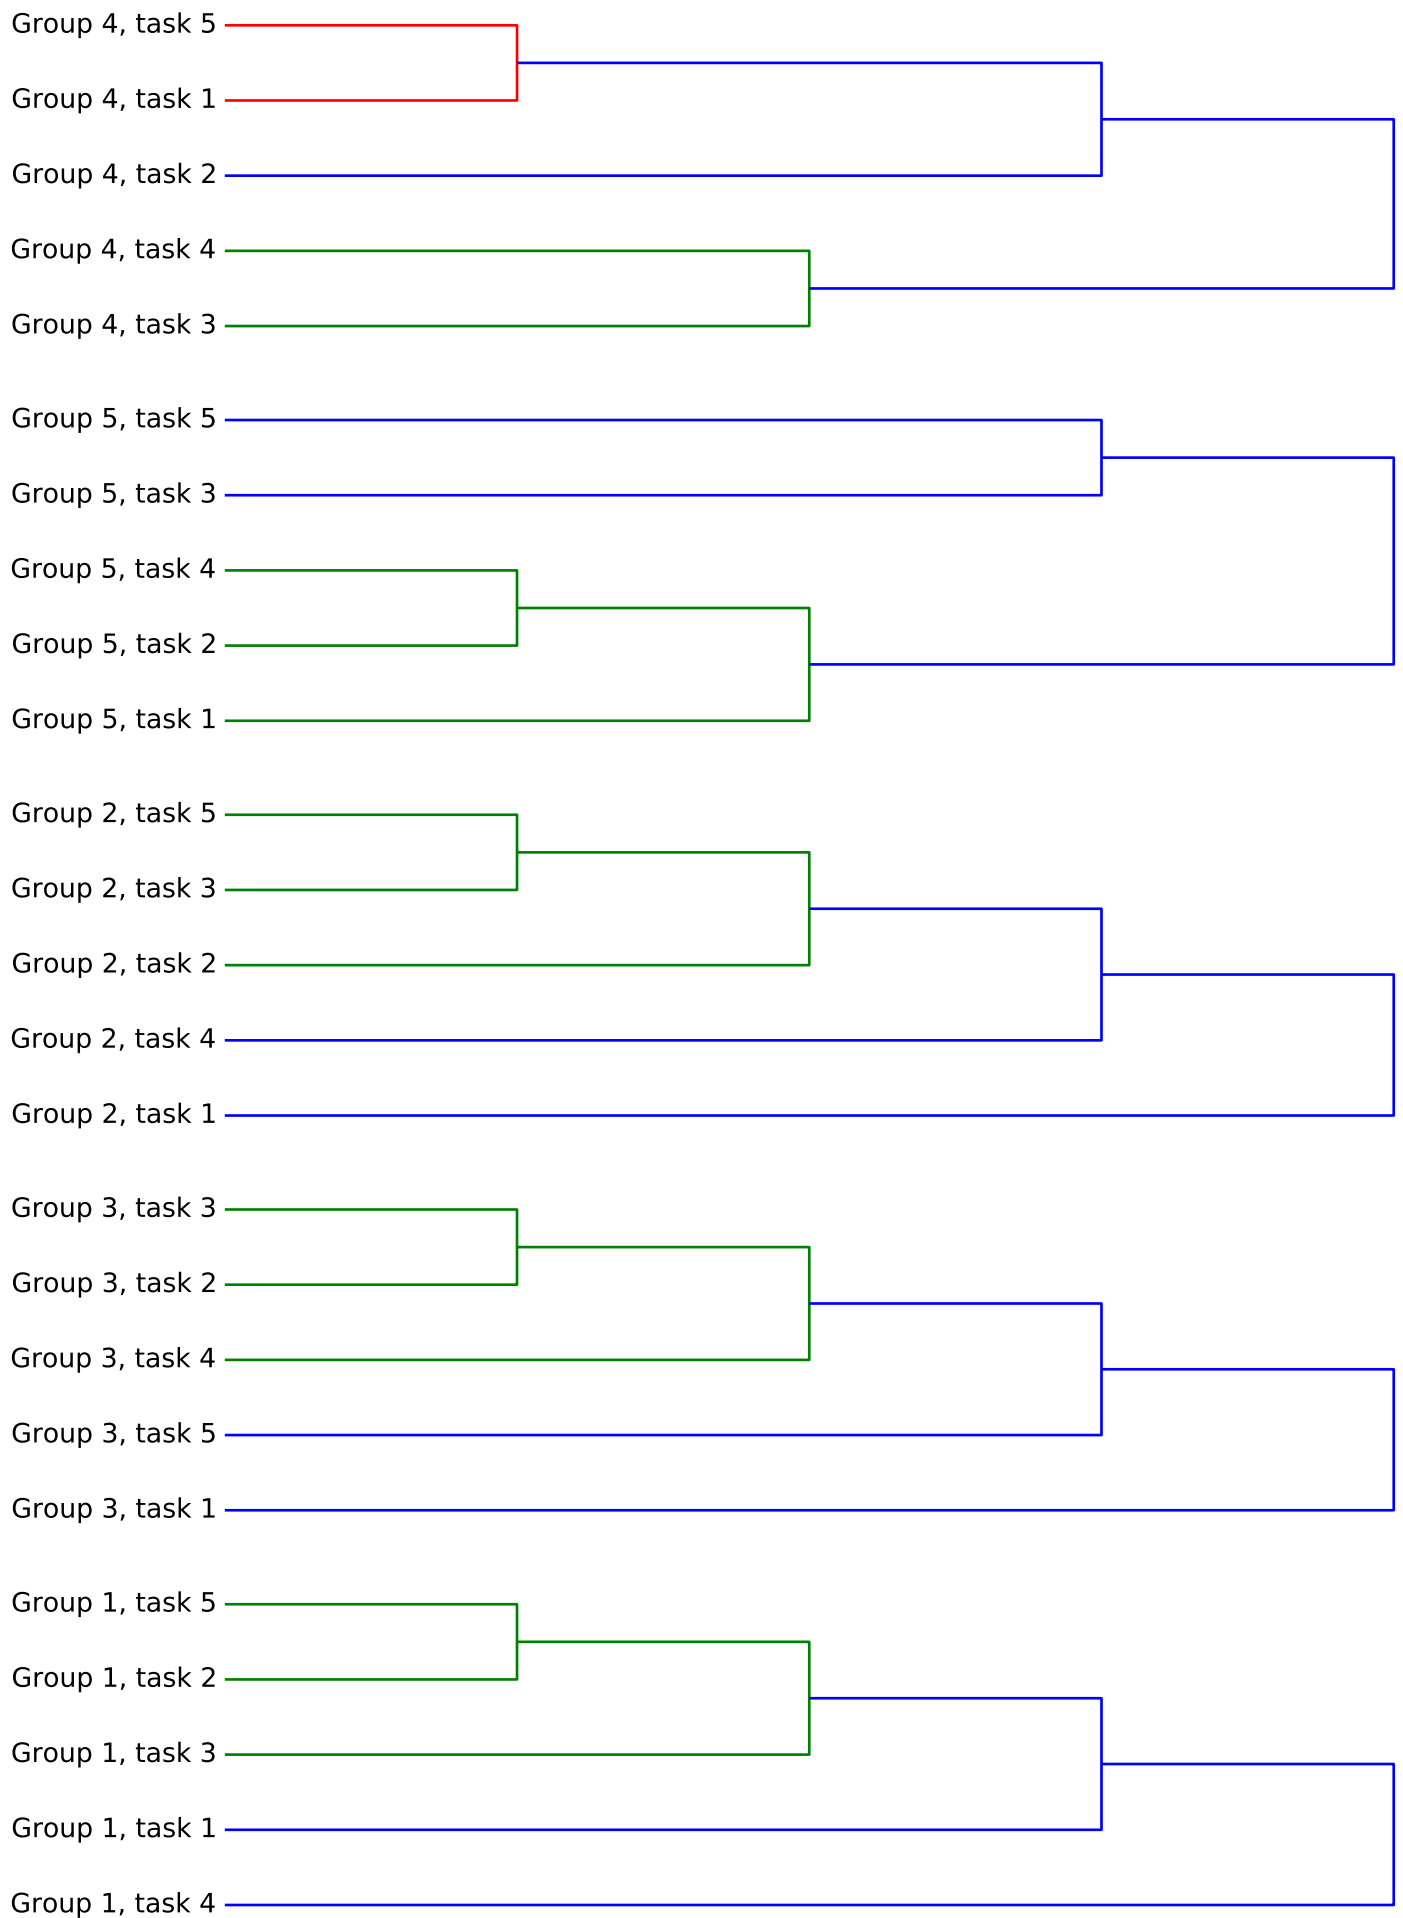 Group 4, task 5
Group 4, task 1
Group 4, task 2
Group 4, task 4
Group 4, task 3
Group 5, task 5
Group 5, task 3
Group 5, task 4
Group 5, task 2
Group 5, task 1
Group 2, task 5
Group 2, task 3
Group 2, task 2
Group 2, task 4
Group 2, task 1
Group 3, task 3
Group 3, task 2
Group 3, task 4
Group 3, task 5
Group 3, task 1
Group 1, task 5
Group 1, task 2
Group 1, task 3
Group 1, task 1
Group 1, task 4